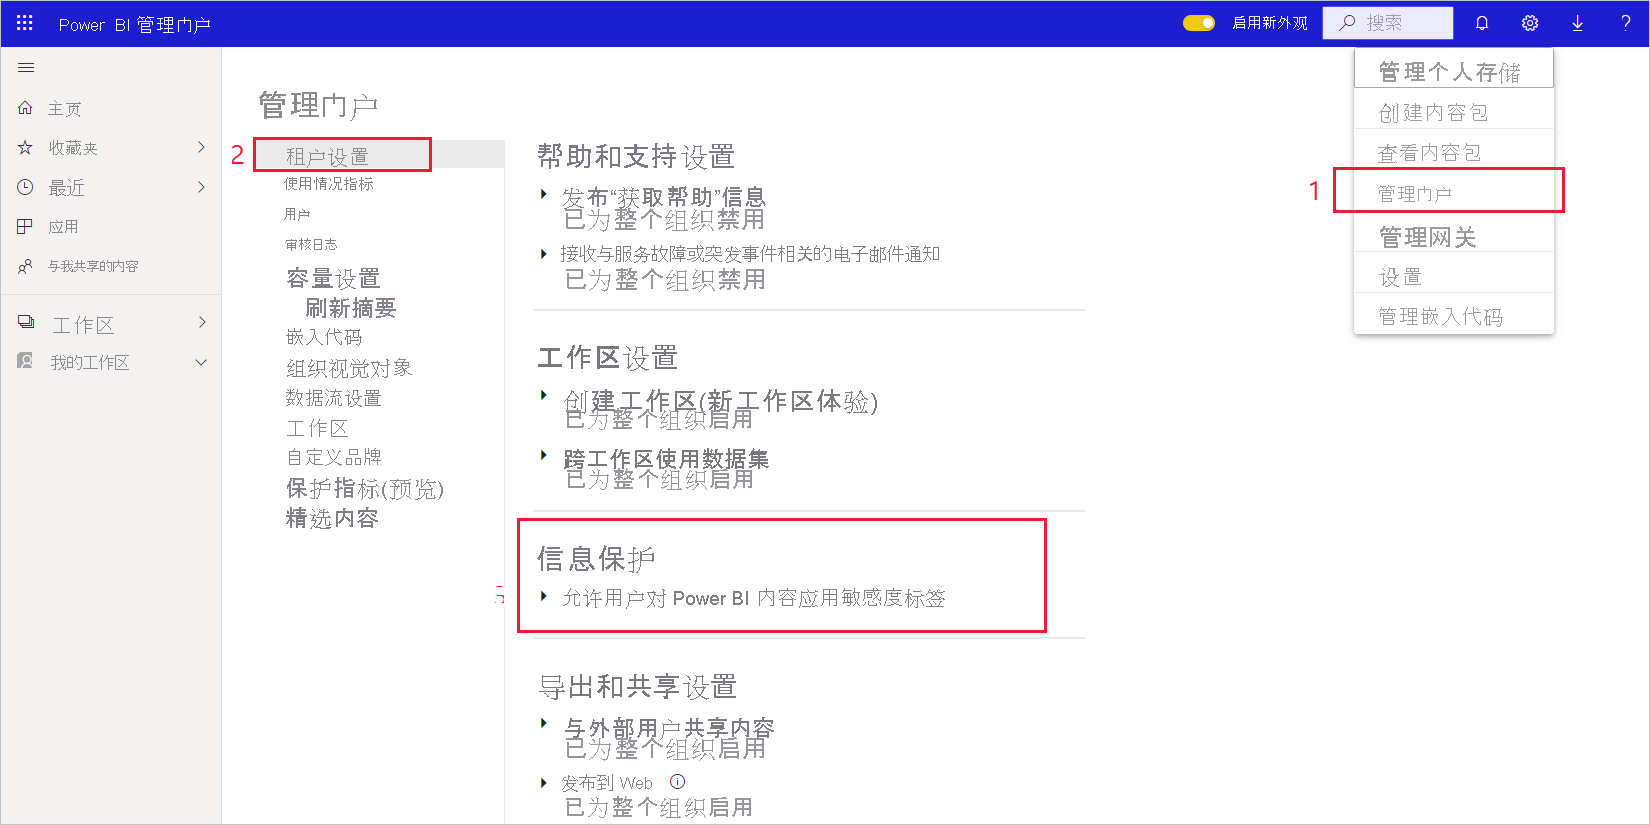 Power BI 管理门户
启用新外观
搜索
?
主页
收藏夹
最近
应用
与我共享的内容
工作区
我的工作区
管理门户
2
租户设置
使用情况指标
用户
审核日志
容量设置
刷新摘要
嵌入代码
组织视觉对象
数据流设置
工作区
自定义品牌
保护指标(预览)
精选内容
帮助和支持设置
发布“获取帮助”信息
已为整个组织禁用
接收与服务故障或突发事件相关的电子邮件通知
已为整个组织禁用
工作区设置
创建工作区(新工作区体验)
已为整个组织启用
跨工作区使用数据集
已为整个组织启用
信息保护
允许用户对 Power BI 内容应用敏感度标签
导出和共享设置
与外部用户共享内容
已为整个组织启用
发布到 Web
已为整个组织启用
管理个人存储
创建内容包
查看内容包
1
管理门户
管理网关
设置
管理嵌入代码